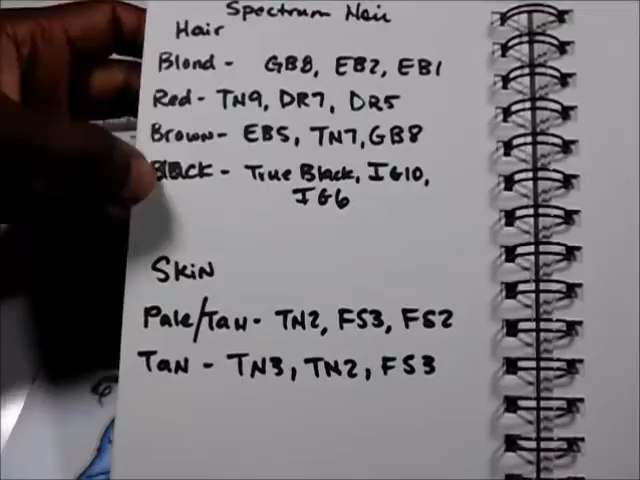 Spectrum Noir
Hair
Blond - GB8, EB2, EB1
Red - TN9, DR7, DR5
Brown - EB5, TN7, GB8
Black - True Black, IG10,
IG6
Skin
Pale/Tan - TN2, FS3, FS2
Tan - TN3, TN2, FS3